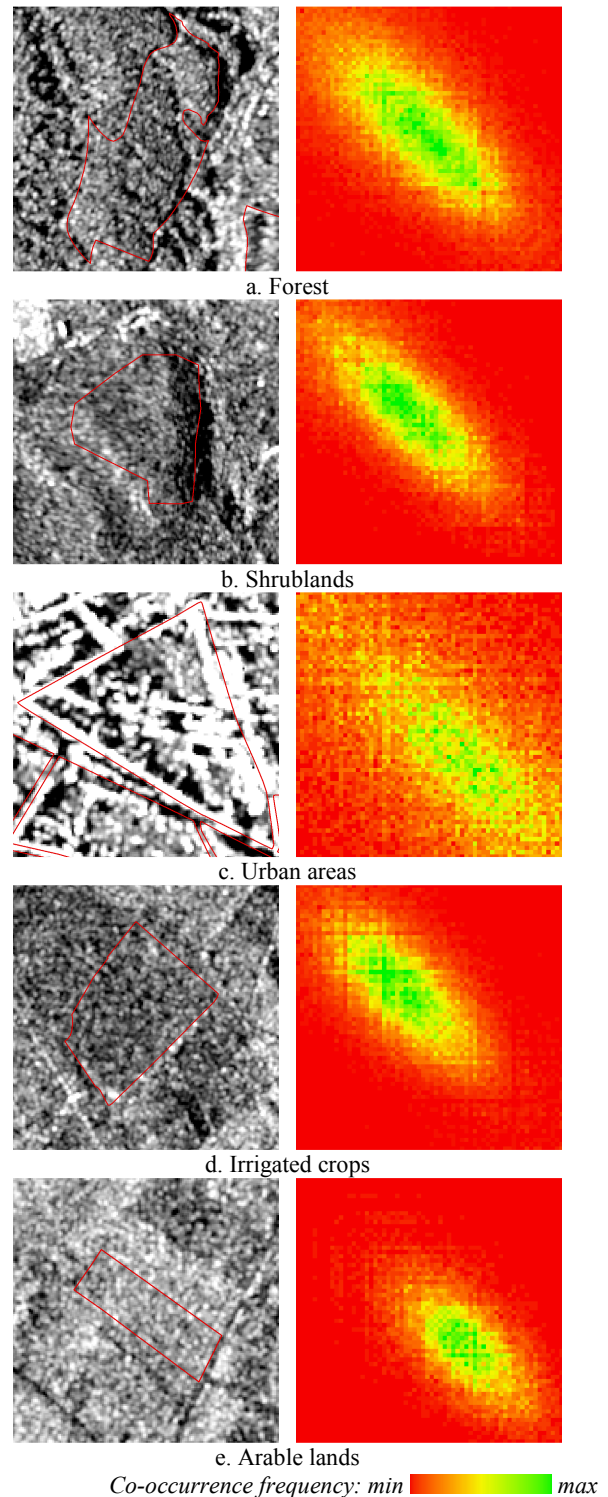 a. Forest
b. Shrublands
c. Urban areas
d. Irrigated crops
e. Arable lands
Co-occurrence frequency: min max